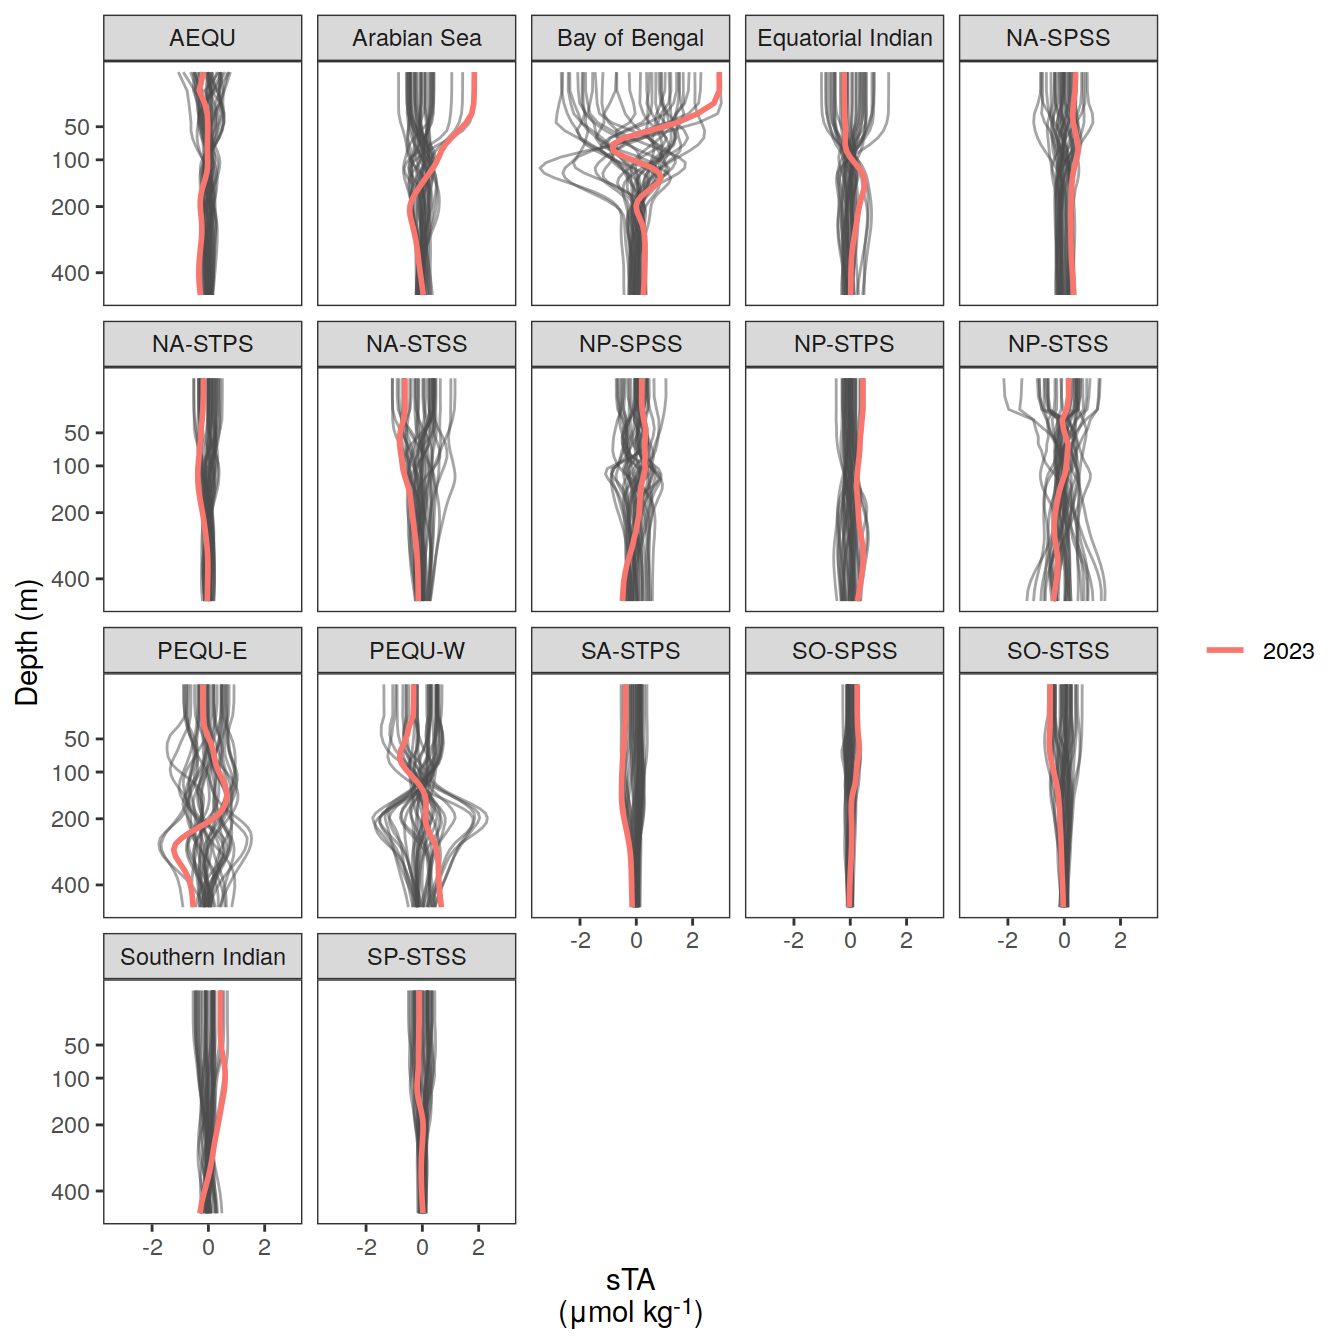 AEQU Arabian Sea Bay of Bengal Equatorial Indian NA-SPSS
50
100
200
400
NA-STPS NA-STSS NP-SPSS NP-STPS NP-STSS
50
100
200
400
Depth (m)
2023
PEQU-E PEQU-W SA-STPS SO-SPSS SO-STSS
50
100
200
400
-2 0 2 -2 0 2 -2 0 2
Southern Indian SP-STSS
50
100
200
400
-2 0 2 -2 0 2
sTA
(µmol kg⁻¹)